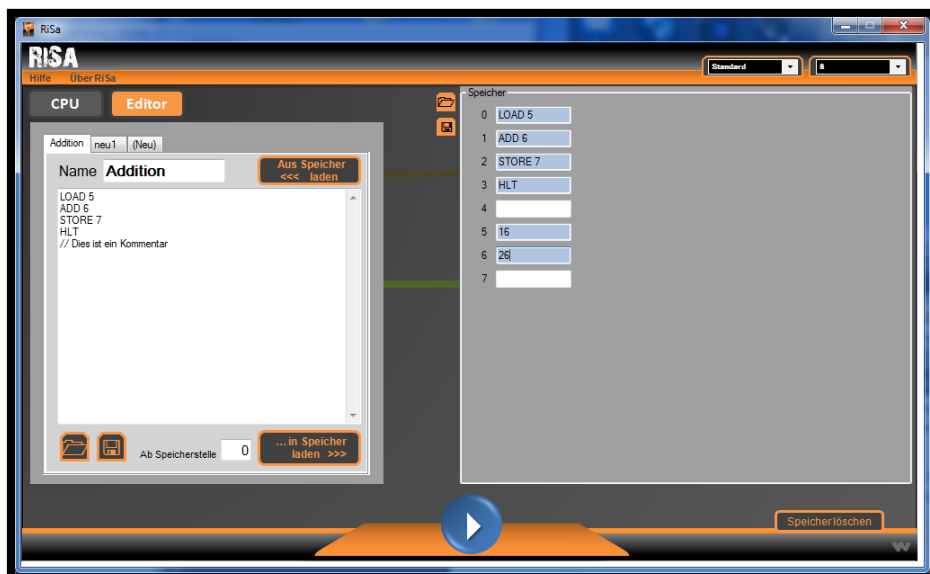 RiSa
RISA
Hilfe Über RiSa
Standard
8
CPU Editor
Addition neu1 (Neu)
Name Addition
Aus Speicher
<<< laden
LOAD 5
ADD 6
STORE 7
HLT
// Dies ist ein Kommentar
Ab Speicherstelle 0
... in Speicher
laden >>>
Speicher
0 LOAD 5
1 ADD 6
2 STORE 7
3 HLT
4
5 16
6 26
7
Speicher löschen